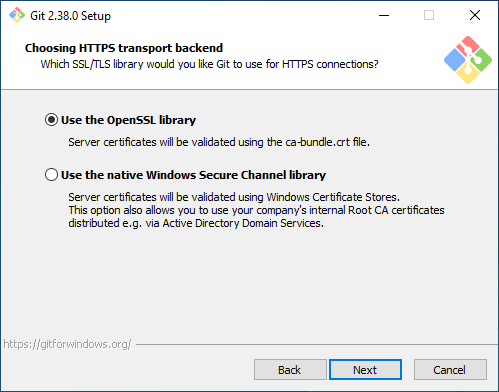 Git 2.38.0 Setup
Choosing HTTPS transport backend
Which SSL/TLS library would you like Git to use for HTTPS connections?
Use the OpenSSL library
Server certificates will be validated using the ca-bundle.crt file.
Use the native Windows Secure Channel library
Server certificates will be validated using Windows Certificate Stores.
This option also allows you to use your company's internal Root CA certificates
distributed e.g. via Active Directory Domain Services.
https://gitforwindows.org/
Back
Next
Cancel